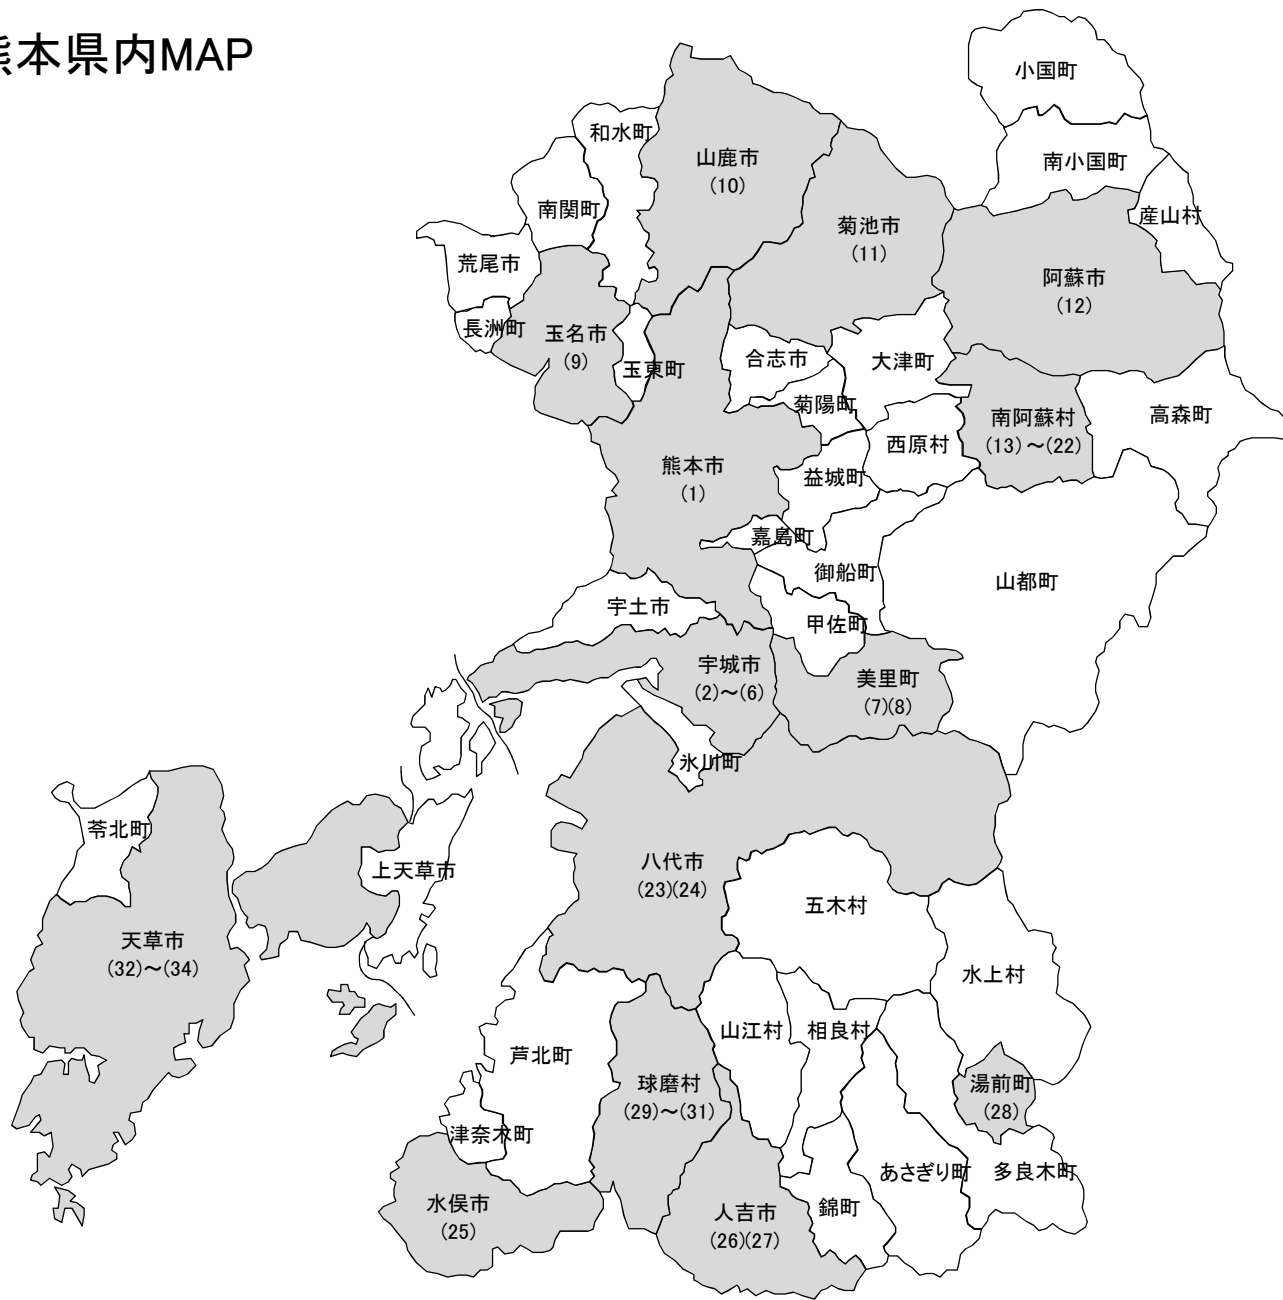 熊本県内MAP
小国町
和水町
山鹿市
(10)
南小国町
南関町
菊池市
(11)
産山村
荒尾市
阿蘇市
(12)
長洲町
玉名市
(9)
玉東町
合志市
大津町
菊陽町
南阿蘇村
(13)～(22)
高森町
熊本市
(1)
西原村
益城町
嘉島町
御船町
山都町
宇土市
甲佐町
宇城市
(2)～(6)
美里町
(7)(8)
氷川町
苓北町
上天草市
八代市
(23)(24)
五木村
天草市
(32)～(34)
水上村
山江村
相良村
芦北町
球磨村
(29)～(31)
湯前町
(28)
津奈木町
あさぎり町
多良木町
水俣市
(25)
人吉市
(26)(27)
錦町